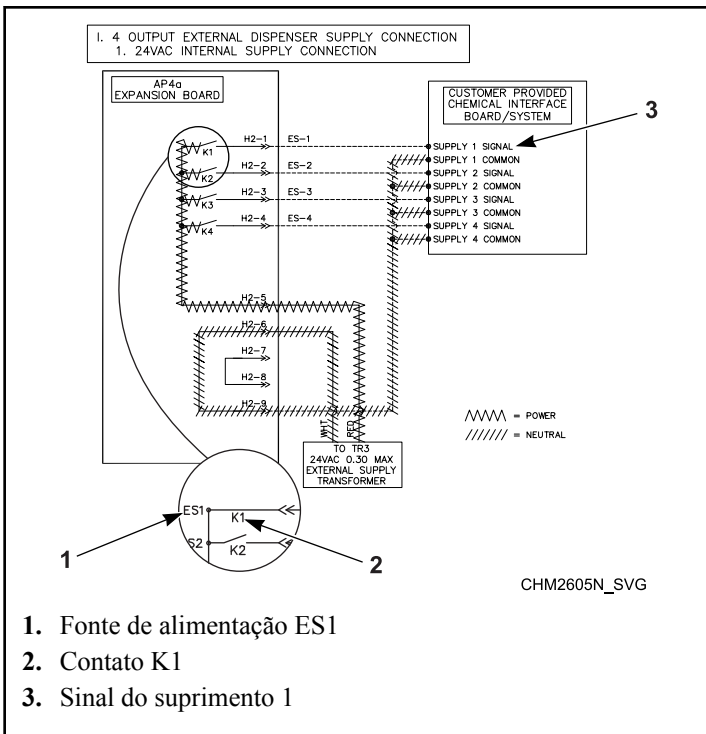 I. 4 OUTPUT EXTERNAL DISPENSER SUPPLY CONNECTION
1. 24VAC INTERNAL SUPPLY CONNECTION
AP4a
EXPANSION BOARD
CUSTOMER PROVIDED
CHEMICAL INTERFACE
BOARD/SYSTEM
3
K1 H2-1 ES-1 SUPPLY 1 SIGNAL
SUPPLY 1 COMMON
K2 H2-2 ES-2 SUPPLY 2 SIGNAL
SUPPLY 2 COMMON
K3 H2-3 ES-3 SUPPLY 3 SIGNAL
SUPPLY 3 COMMON
K4 H2-4 ES-4 SUPPLY 4 SIGNAL
SUPPLY 4 COMMON
H2-5
H2-6
H2-7
H2-8
H2-9
WHT
RED
= POWER
= NEUTRAL
TO TR3
24VAC 0.30 MAX
EXTERNAL SUPPLY
TRANSFORMER
ES1
K1
S2
K2
1
2
CHM2605N_SVG
1. Fonte de alimentação ES1
2. Contato K1
3. Sinal do suprimento 1